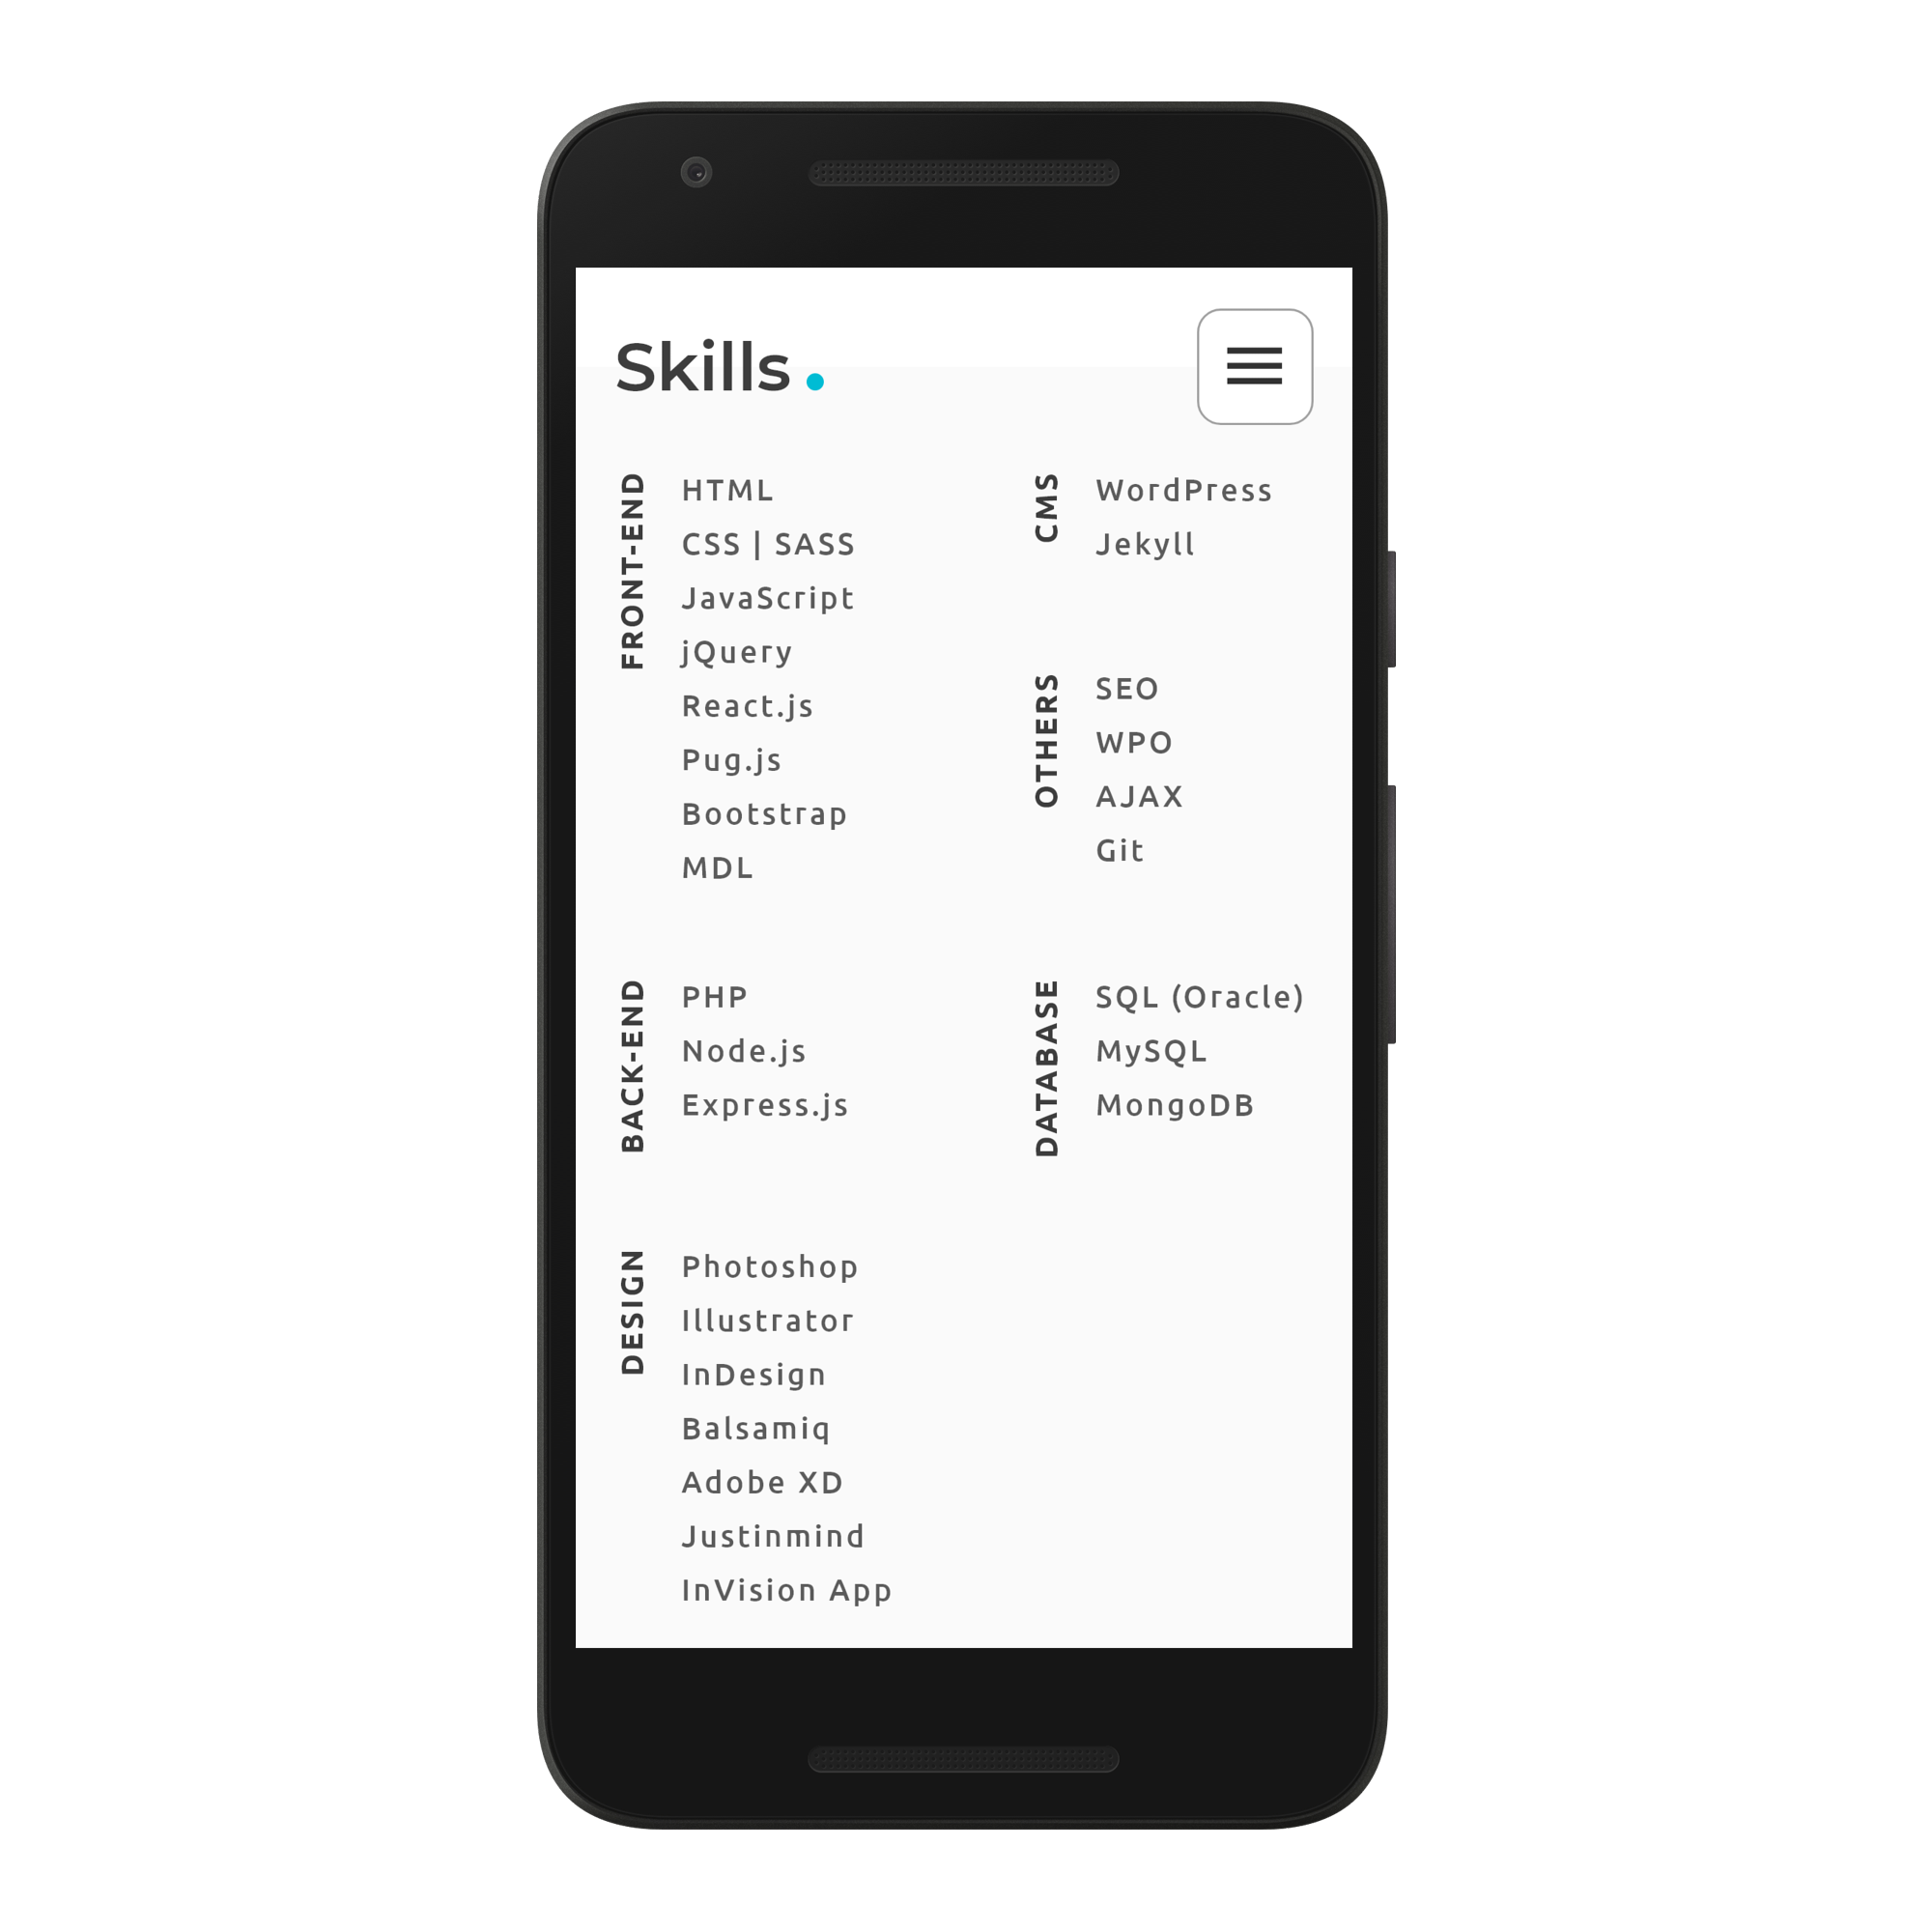 Skills.
FRONT-END
HTML
CSS | SASS
JavaScript
jQuery
React.js
Pug.js
Bootstrap
MDL
CMS
WordPress
Jekyll
OTHERS
SEO
WPO
AJAX
Git
BACK-END
PHP
Node.js
Express.js
DATABASE
SQL (Oracle)
MySQL
MongoDB
DESIGN
Photoshop
Illustrator
InDesign
Balsamiq
Adobe XD
Justinmind
InVision App